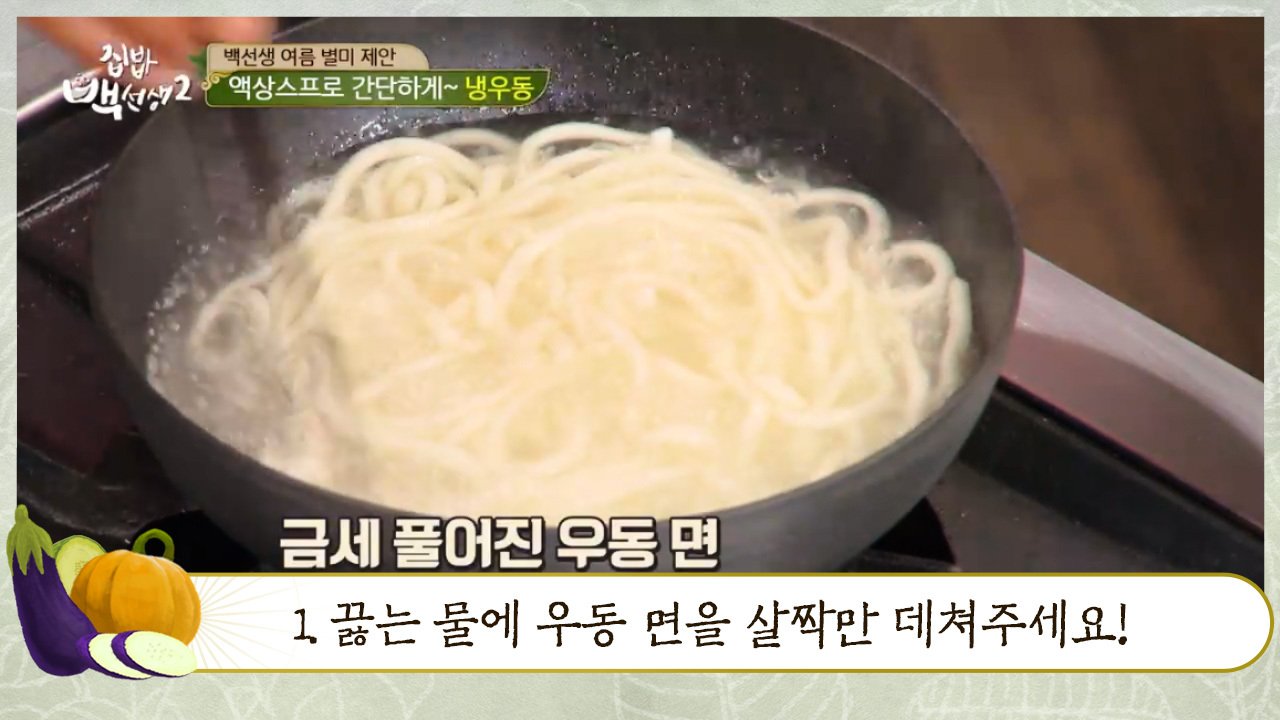 집밥
백선생2
백선생 여름 별미 제안
액상스프로 간단하게~ 냉우동
금세 풀어진 우동 면
1. 끓는 물에 우동 면을 살짝만 데쳐주세요!